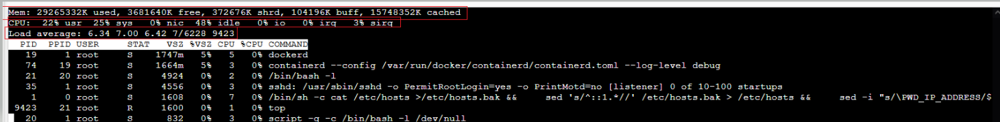 Mem: 29265332K used, 3681640K free, 372676K shrd, 104196K buff, 15748352K cached
CPU:  22% usr  25% sys   0% nic  48% idle   0% io   0% irq   3% sirq
Load average: 6.34 7.00 6.42 7/6228 9423
  PID  PPID USER     STAT   VSZ %VSZ CPU %CPU COMMAND
   19     1 root     S    1747m   5%   5   0% dockerd
   74    19 root     S    1664m   5%   3   0% containerd --config /var/run/docker/containerd/containerd.toml --log-level debug
   21    20 root     S     4924   0%   2   0% /bin/bash -l
   35     1 root     S     4556   0%   3   0% sshd: /usr/sbin/sshd -o PermitRootLogin=yes -o PrintMotd=no [listener] 0 of 10-100 startups
    1     0 root     S     1608   0%   7   0% /bin/sh -c cat /etc/hosts >/etc/hosts.bak &&     sed 's/^::1.*//' /etc/hosts.bak > /etc/hosts &&     sed -i "s/\PWD_IP_ADDRESS/$
 9423    21 root     R     1600   0%   1   0% top
   20     1 root     S      832   0%   3   0% script -q -c /bin/bash -l /dev/null